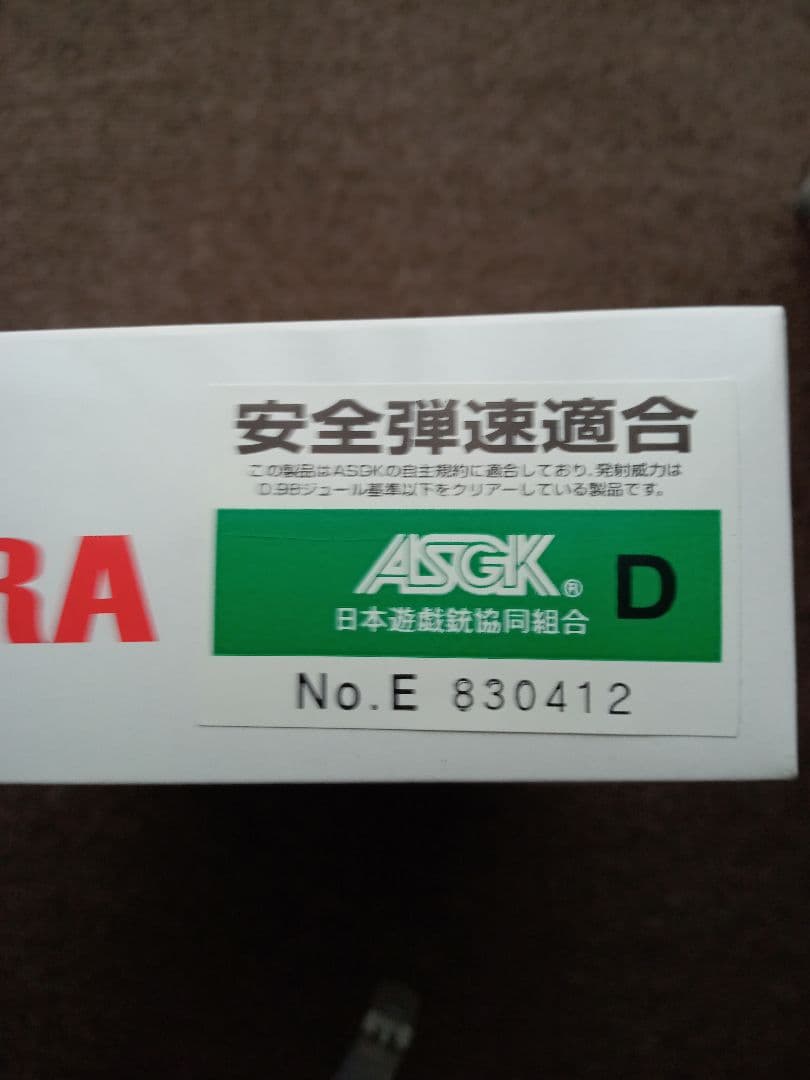 安全弾速適合
この製品はASGKの自主規約に適合しており、発射威力は
0.98ジュール基準以下をクリアーしている製品です。
RA
ASGK® D
日本遊戯銃協同組合
No.E 830412